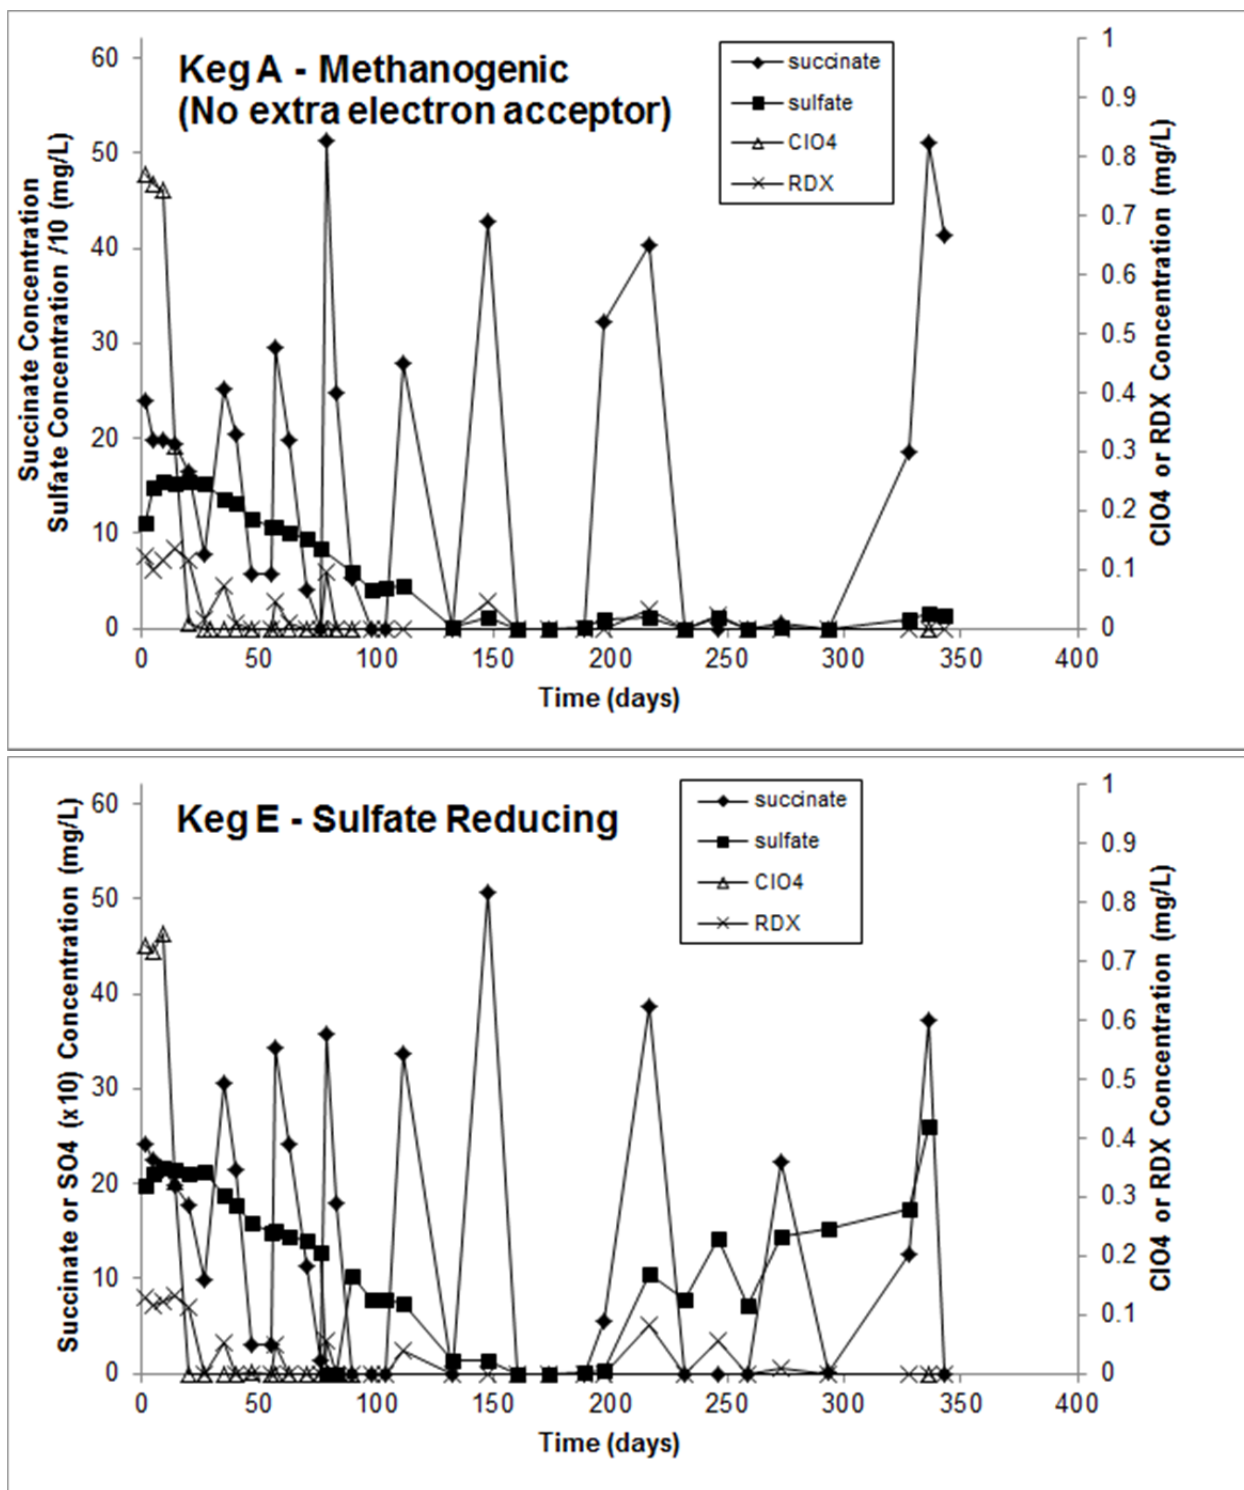 Keg A - Methanogenic
(No extra electron acceptor)
succinate
sulfate
ClO4
RDX
Succinate Concentration
Sulfate Concentration /10 (mg/L)
60
50
40
30
20
10
0
1
0.9
0.8
0.7
0.6
0.5
0.4
0.3
0.2
0.1
0
ClO4 or RDX Concentration (mg/L)
0 50 100 150 200 250 300 350 400
Time (days)
Keg E - Sulfate Reducing
succinate
sulfate
ClO4
RDX
Succinate or SO4 (x10) Concentration (mg/L)
60
50
40
30
20
10
0
1
0.9
0.8
0.7
0.6
0.5
0.4
0.3
0.2
0.1
0
ClO4 or RDX Concentration (mg/L)
0 50 100 150 200 250 300 350 400
Time (days)